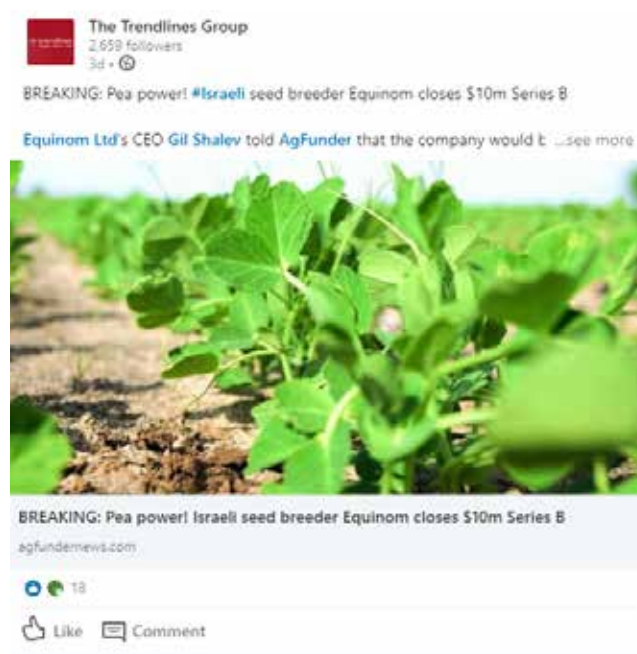 The Trendlines Group
2,659 followers
3d •
BREAKING: Pea power! #Israeli seed breeder Equinom closes $10m Series B
Equinom Ltd's CEO Gil Shalev told AgFunder that the company would b ...see more
BREAKING: Pea power! Israeli seed breeder Equinom closes $10m Series B
agfundernews.com
18
Like Comment